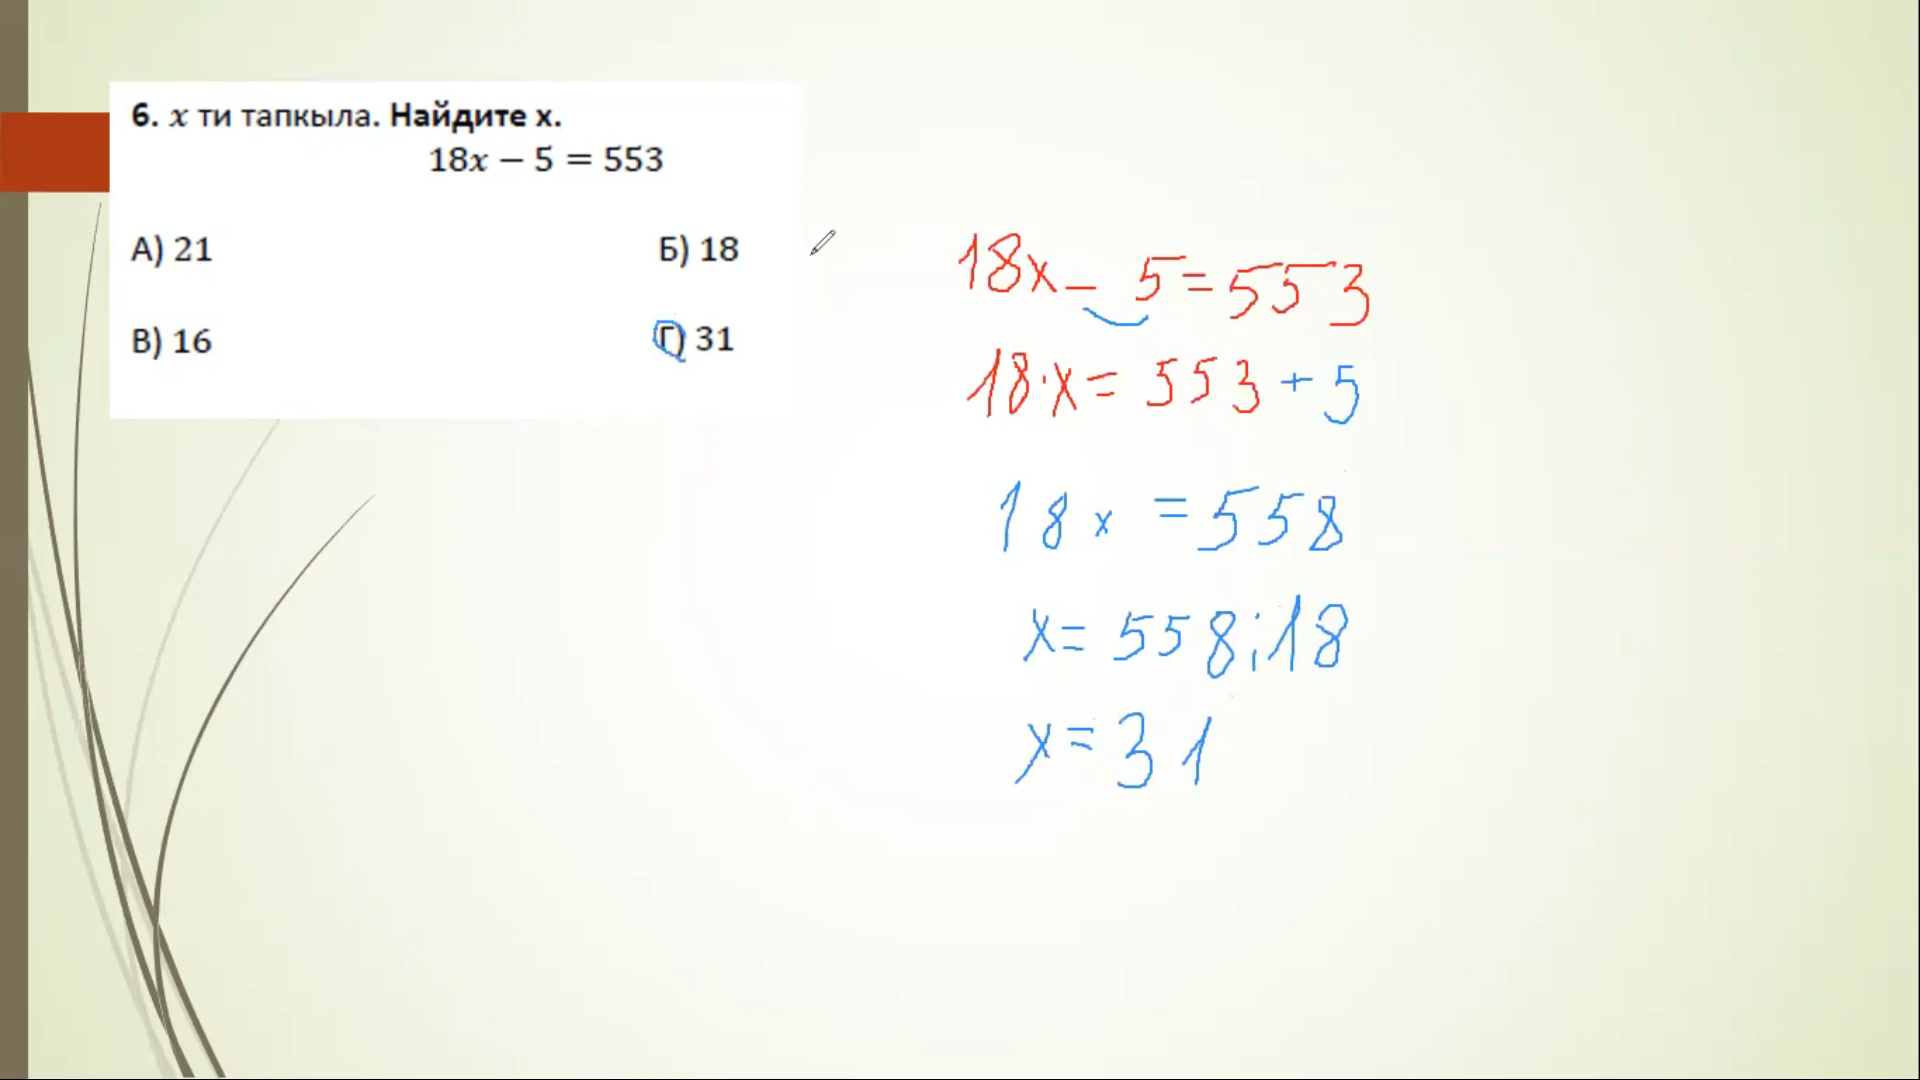 6. x ти тапкыла. Найдите х.
18x − 5 = 553
А) 21
Б) 18
В) 16
Г) 31
18x − 5 = 553
18·x = 553 + 5
18x = 558
x = 558:18
x = 31